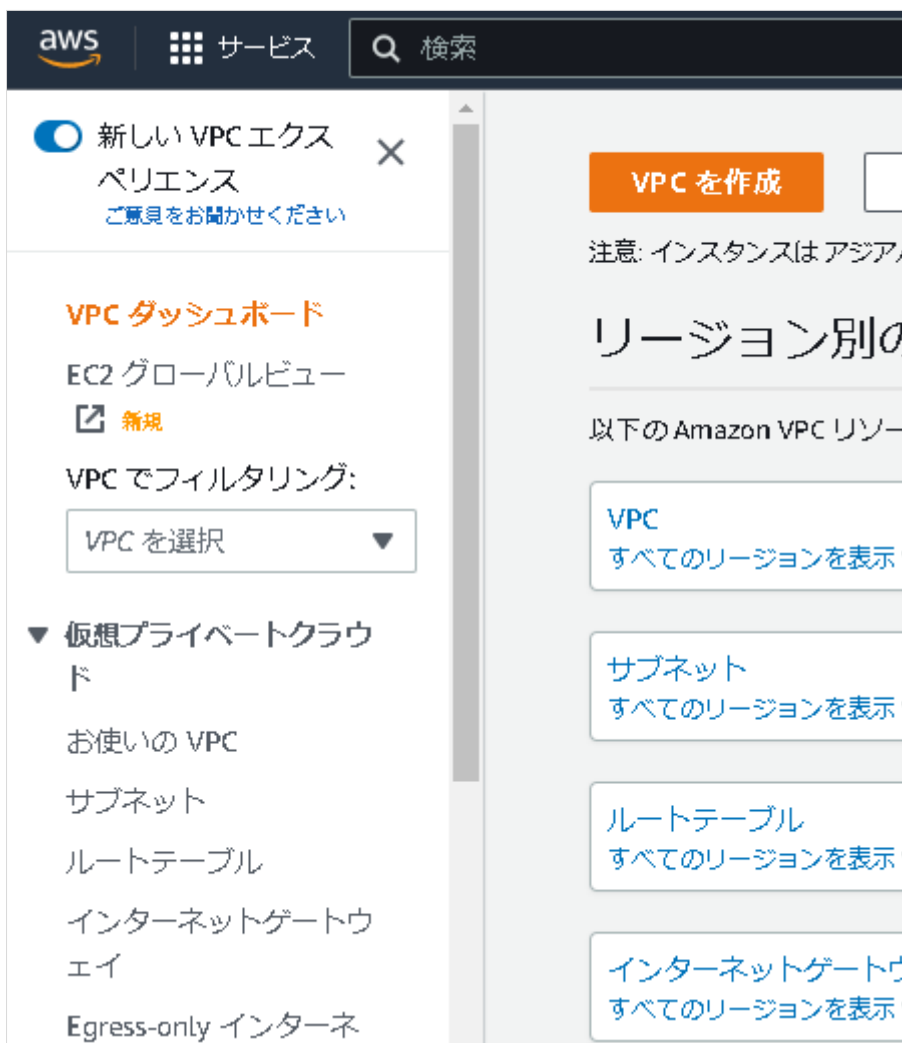 aws
サービス
検索
新しい VPC エクス
ペリエンス
ご意見をお聞かせください
VPC ダッシュボード
EC2 グローバルビュー
新規
VPC でフィルタリング:
VPC を選択
仮想プライベートクラウ
ド
お使いの VPC
サブネット
ルートテーブル
インターネットゲートウ
ェイ
Egress-only インターネ
VPC を作成
注意: インスタンスは アジア
リージョン別の
以下の Amazon VPC リソー
VPC
すべてのリージョンを表示
サブネット
すべてのリージョンを表示
ルートテーブル
すべてのリージョンを表示
インターネットゲートウ
すべてのリージョンを表示